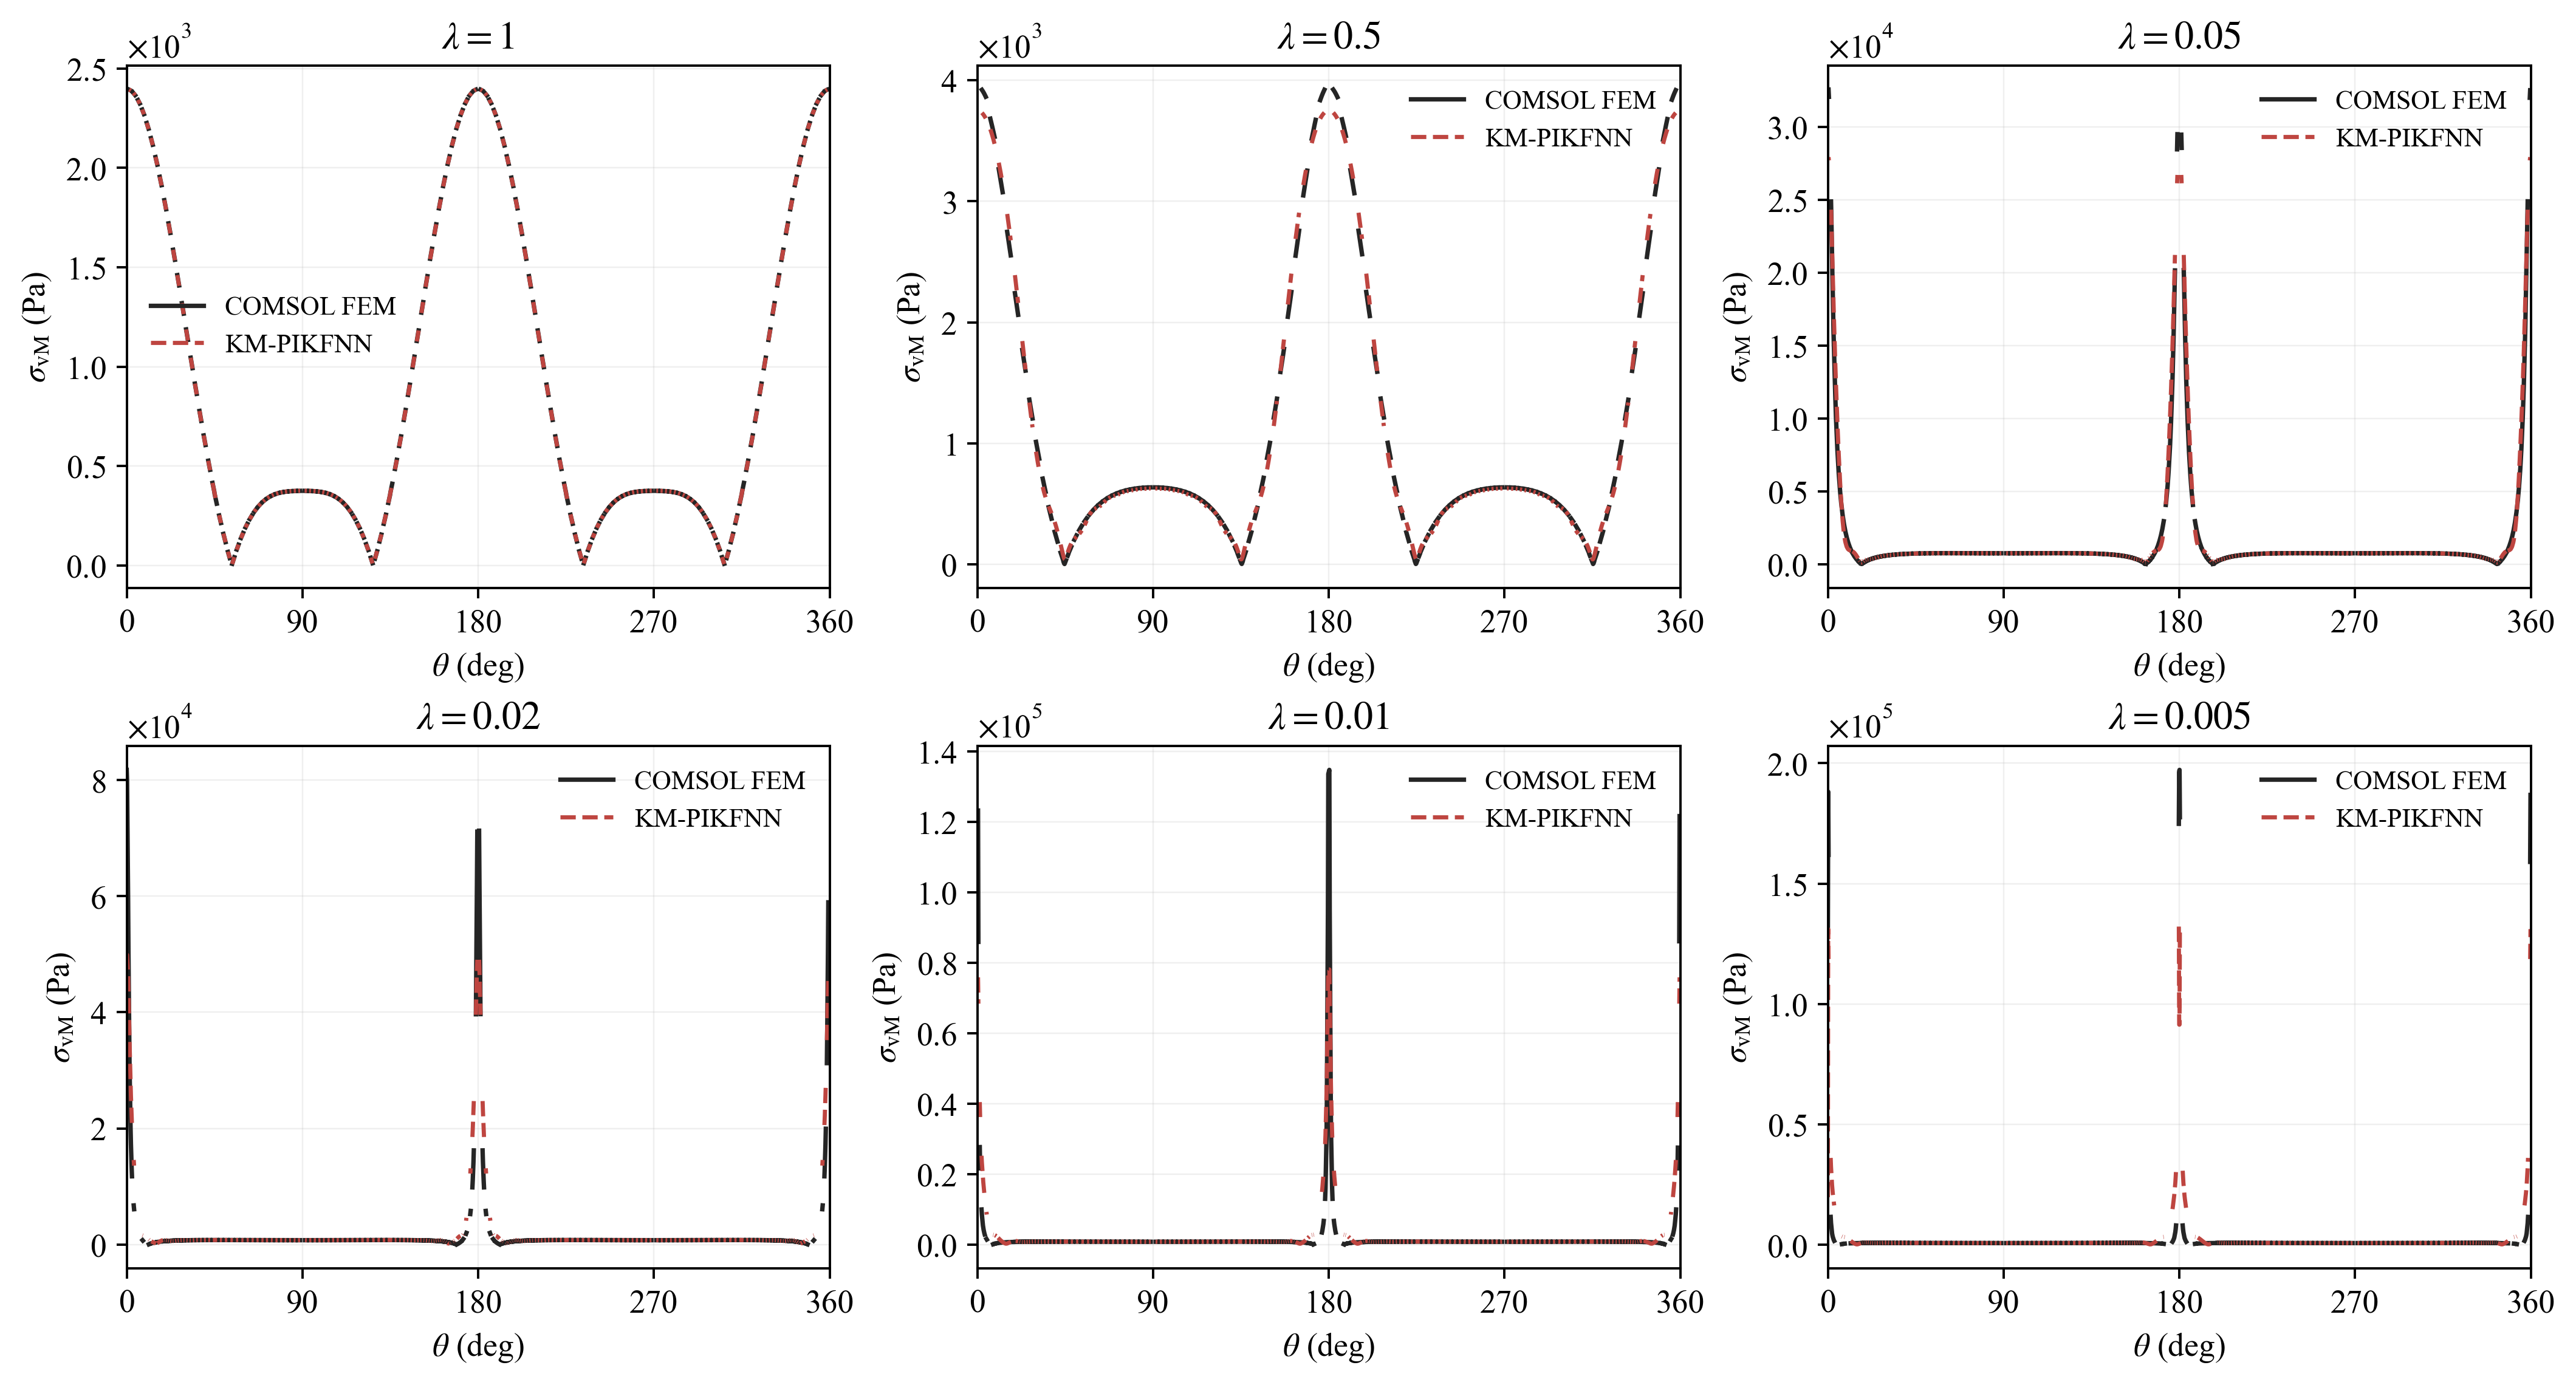 λ = 1
×10³
2.5
2.0
1.5
1.0
0.5
0.0
σvM (Pa)
COMSOL FEM
KM-PIKFNN
0 90 180 270 360
θ (deg)
λ = 0.5
×10³
4
3
2
1
0
σvM (Pa)
COMSOL FEM
KM-PIKFNN
0 90 180 270 360
θ (deg)
λ = 0.05
×10⁴
3.0
2.5
2.0
1.5
1.0
0.5
0.0
σvM (Pa)
COMSOL FEM
KM-PIKFNN
0 90 180 270 360
θ (deg)
λ = 0.02
×10⁴
8
6
4
2
0
σvM (Pa)
COMSOL FEM
KM-PIKFNN
0 90 180 270 360
θ (deg)
λ = 0.01
×10⁵
1.4
1.2
1.0
0.8
0.6
0.4
0.2
0.0
σvM (Pa)
COMSOL FEM
KM-PIKFNN
0 90 180 270 360
θ (deg)
λ = 0.005
×10⁵
2.0
1.5
1.0
0.5
0.0
σvM (Pa)
COMSOL FEM
KM-PIKFNN
0 90 180 270 360
θ (deg)